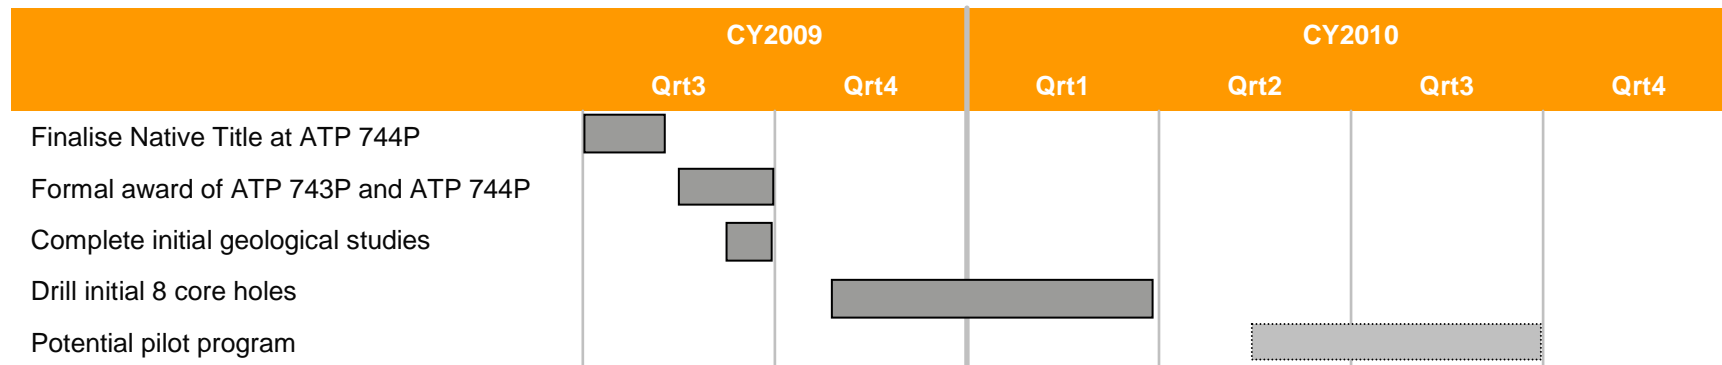 CY2009 CY2010
Qrt3 Qrt4 Qrt1 Qrt2 Qrt3 Qrt4
Finalise Native Title at ATP 744P
Formal award of ATP 743P and ATP 744P
Complete initial geological studies
Drill initial 8 core holes
Potential pilot program